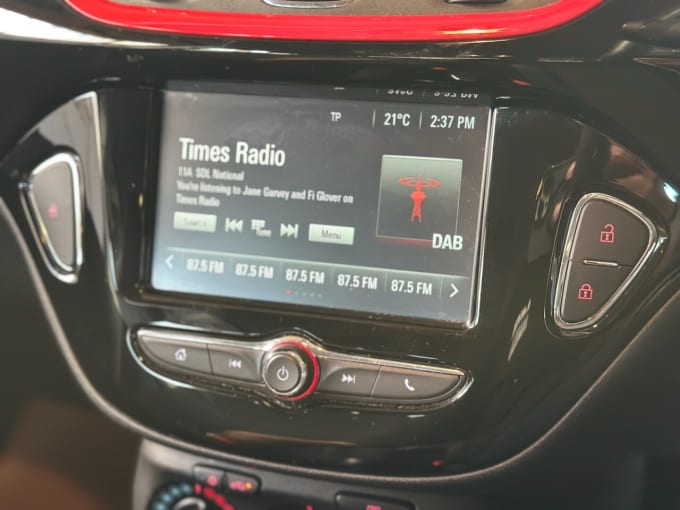 TP 21°C 2:37 PM
Times Radio
11A SDL National
You're listening to Jane Garvey and Fi Glover on
Times Radio
Source Tune Menu
DAB
87.5 FM 87.5 FM 87.5 FM 87.5 FM 87.5 FM